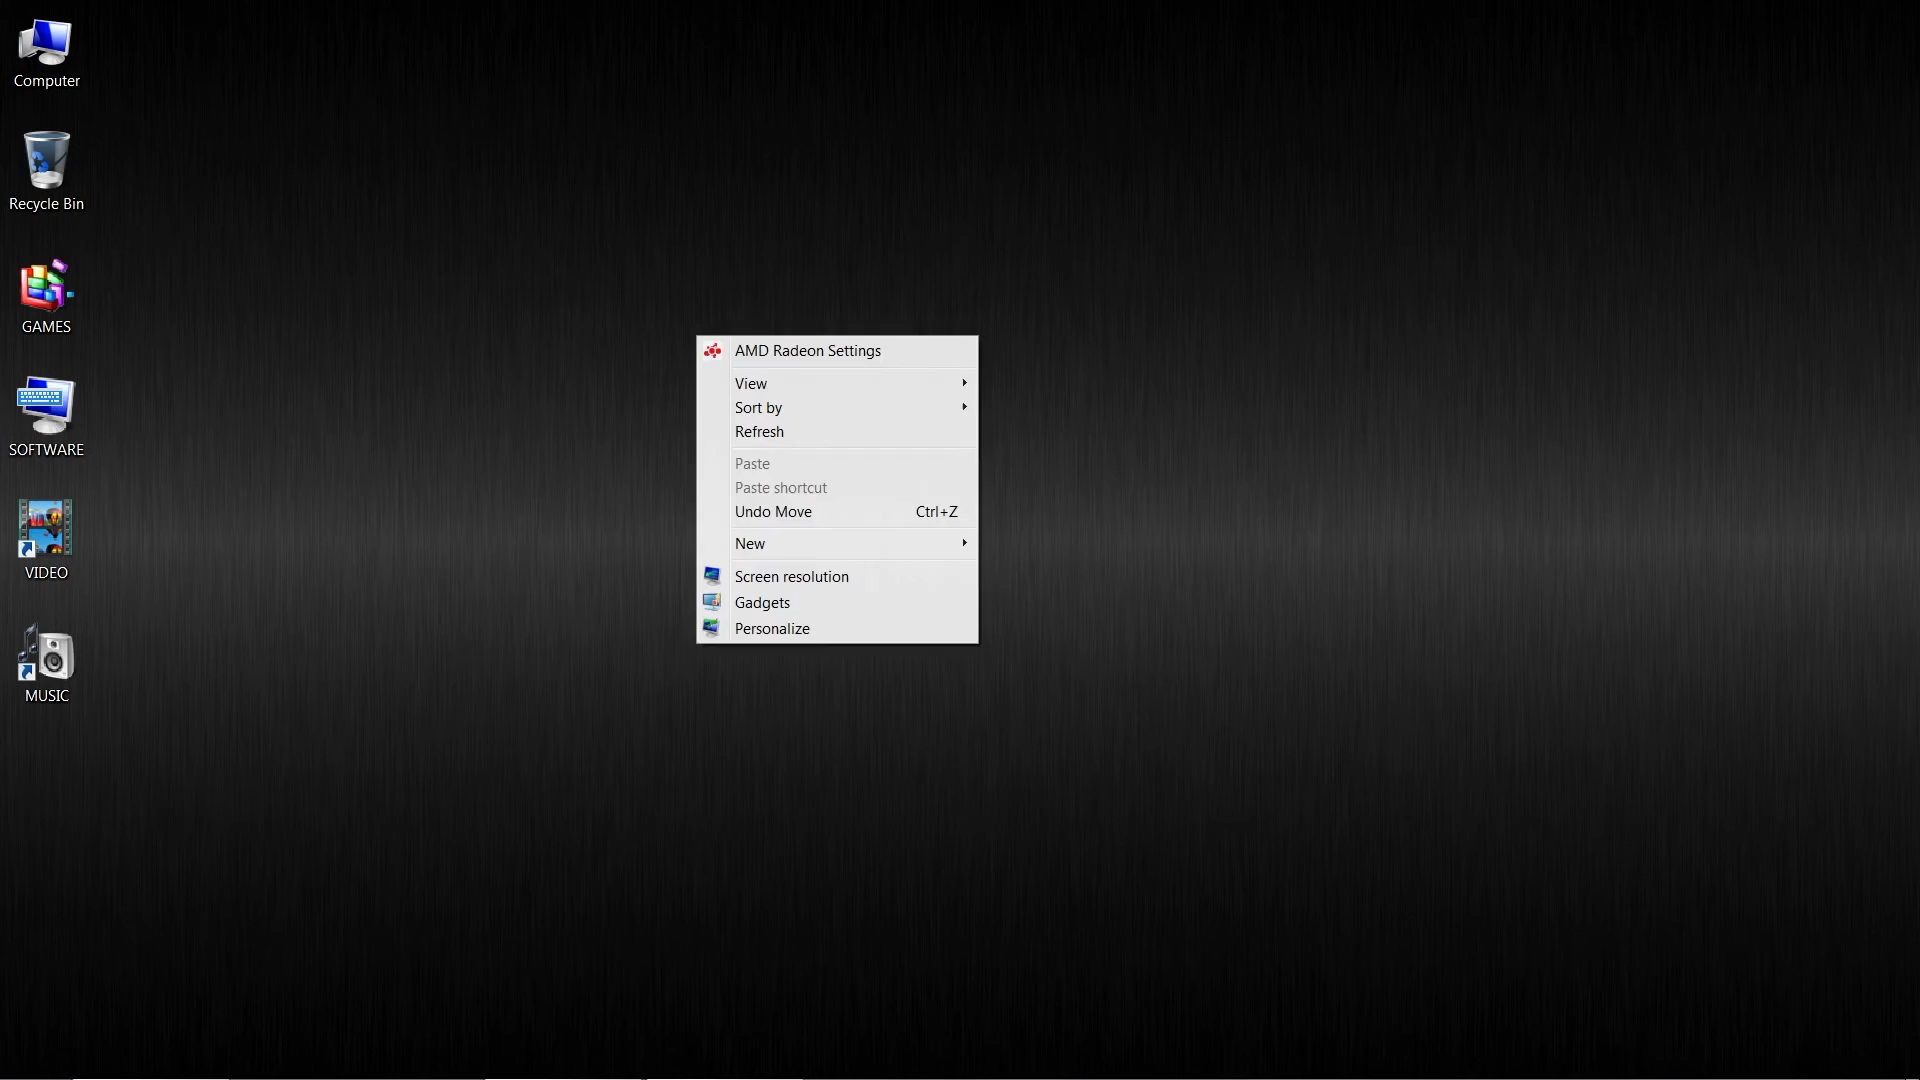 Computer
Recycle Bin
GAMES
SOFTWARE
VIDEO
MUSIC
AMD Radeon Settings
View
Sort by
Refresh
Paste
Paste shortcut
Undo Move Ctrl+Z
New
Screen resolution
Gadgets
Personalize